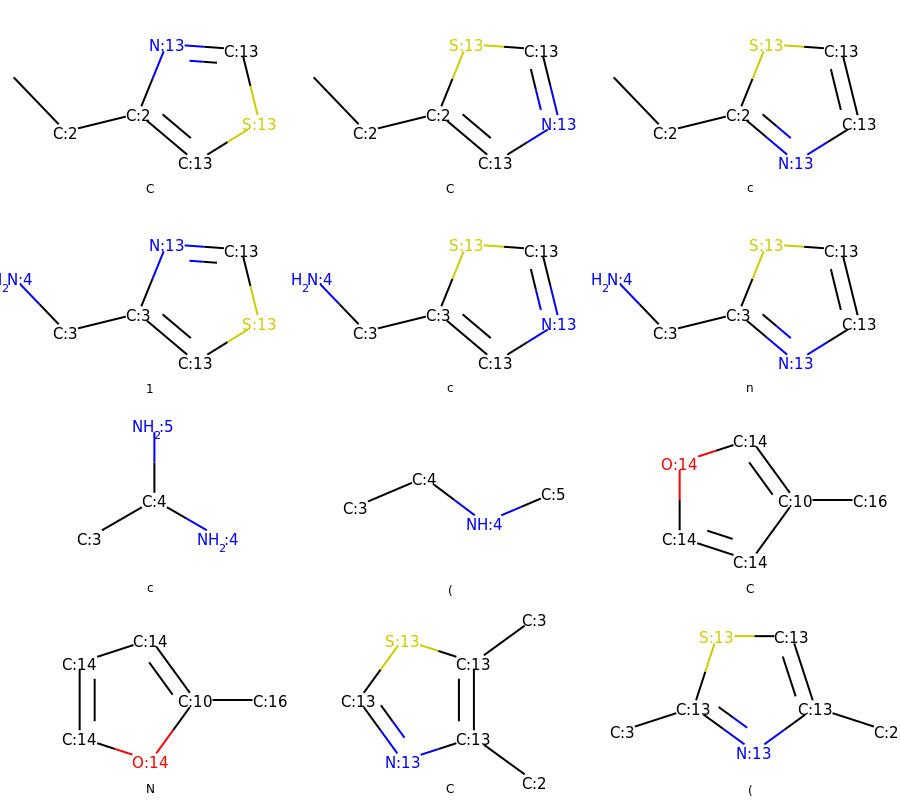 N:13 C:13 S:13 C:13 S:13 C:13
C:2 C:2 C:2 C:2 C:2 C:2
S:13 N:13 C:13
C:13 C:13 N:13
C C c
N:13 C:13 S:13 C:13 S:13 C:13
H2N:4 H2N:4 H2N:4
C:3 C:3 C:3 C:3 C:3 C:3
S:13 N:13 C:13
C:13 C:13 N:13
1 c n
NH2:5 C:14
O:14
C:4 C:4 C:10 C:16
C:3 C:5
C:3 NH2:4 NH:4 C:14
C:14
c ( C
C:14 S:13 C:3 S:13 C:13
C:14 C:13
C:10 C:16 C:13 C:13 C:13
C:14 C:13 C:3 C:2
O:14 N:13 C:2 N:13
N C (